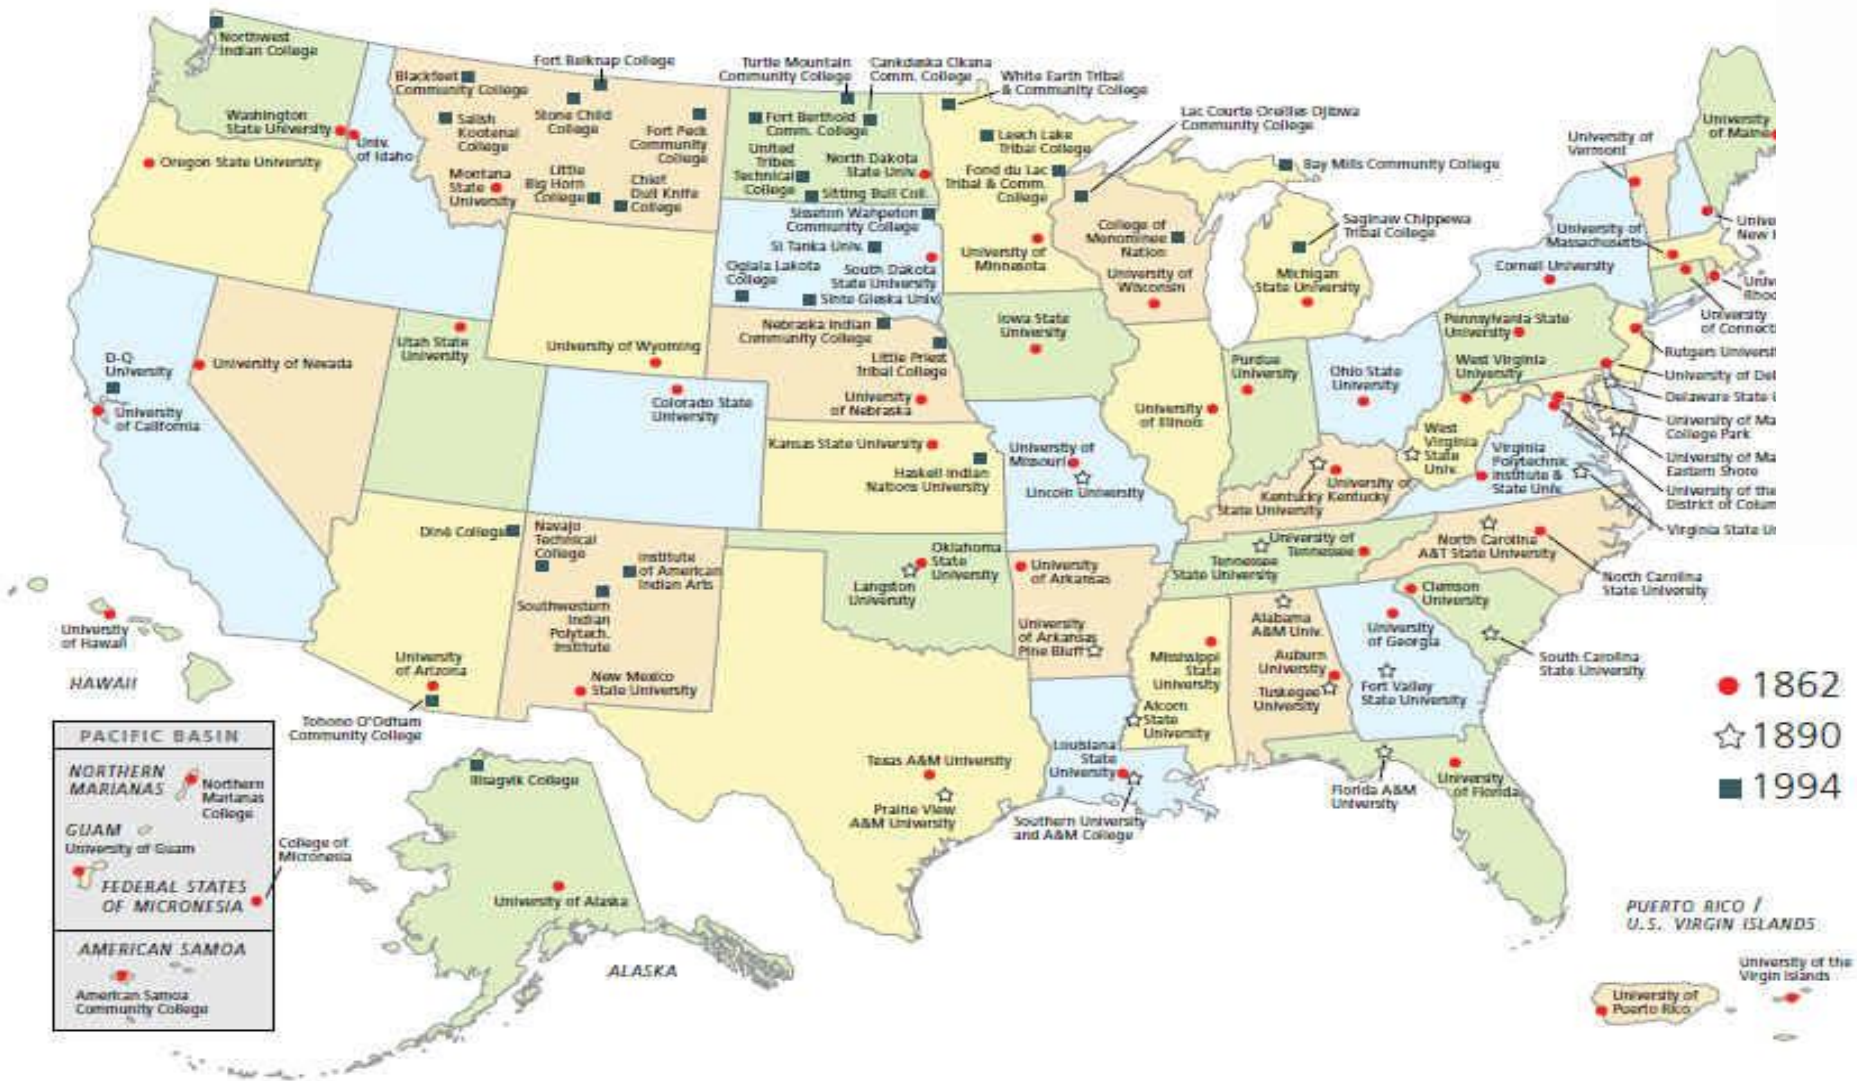 Northwest
Indian College
Washington
State University
Univ.
of Idaho
Oregon State University
Blackfeet
Community College
Fort Belknap College
Stone Child
College
Salish
Kootenai
College
Fort Peck
Community
College
Montana
State
University
Little
Big Horn
College
Chief
Dull Knife
College
Turtle Mountain
Community College
Cankdeska Cikana
Comm. College
Fort Berthold
Comm. College
United
Tribes
Technical
College
North Dakota
State Univ.
Sitting Bull Coll.
White Earth Tribal
& Community College
Leech Lake
Tribal College
Fond du Lac
Tribal & Comm.
College
Lac Courte Oreilles Ojibwa
Community College
Bay Mills Community College
Saginaw Chippewa
Tribal College
College of
Menominee
Nation
University of
Minnesota
University of
Wisconsin
Michigan
State University
Sisseton Wahpeton
Community College
Si Tanka Univ.
Oglala Lakota
College
South Dakota
State University
Sinte Gleska Univ.
University of
Vermont
University
of Maine
University of
Massachusetts
Cornell University
Unive
New
Univ
Rhod
University
of Connecti
Pennsylvania State
University
Rutgers Universi
University of Del
Delaware State U
University of Ma
College Park
University of Ma
Eastern Shore
University of the
District of Colum
Virginia State Un
West Virginia
University
West
Virginia
State
Univ.
Virginia
Polytechnic
Institute &
State Univ.
D-Q
University
University
of California
University of Nevada
Utah State
University
University of Wyoming
Colorado State
University
Nebraska Indian
Community College
Little Priest
Tribal College
University
of Nebraska
Iowa State
University
Kansas State University
Haskell Indian
Nations University
University of
Missouri
Lincoln University
University
of Illinois
Purdue
University
Ohio State
University
University of
Kentucky
Kentucky
State University
University of
Tennessee
Tennessee
State University
North Carolina
A&T State University
North Carolina
State University
Clemson
University
South Carolina
State University
Diné College
Navajo
Technical
College
Institute
of American
Indian Arts
Southwestern
Indian
Polytech.
Institute
New Mexico
State University
University
of Arizona
Tohono O'Odham
Community College
Oklahoma
State
University
Langston
University
University
of Arkansas
University
of Arkansas
Pine Bluff
Mississippi
State
University
Alcorn
State
University
Alabama
A&M Univ.
Auburn
University
Tuskegee
University
University
of Georgia
Fort Valley
State University
Louisiana
State
University
Southern University
and A&M College
Texas A&M University
Prairie View
A&M University
Florida A&M
University
University
of Florida
1862
1890
1994
University
of Hawaii
HAWAII
PACIFIC BASIN
NORTHERN
MARIANAS
Northern
Marianas
College
GUAM
University of Guam
College of
Micronesia
FEDERAL STATES
OF MICRONESIA
AMERICAN SAMOA
American Samoa
Community College
Ilisagvik College
University of Alaska
ALASKA
PUERTO RICO /
U.S. VIRGIN ISLANDS
University of the
Virgin Islands
University of
Puerto Rico